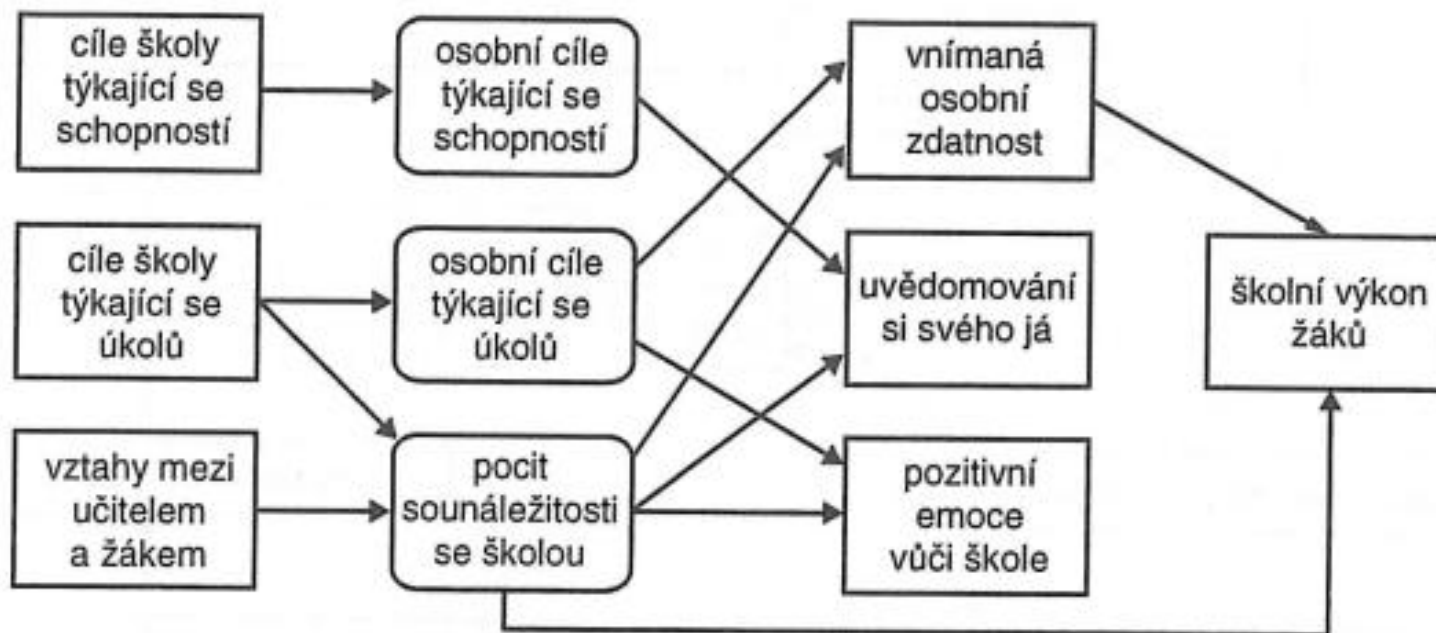 cíle školy
týkající se
schopností
osobní cíle
týkající se
schopností
vnímaná
osobní
zdatnost
cíle školy
týkající se
úkolů
osobní cíle
týkající se
úkolů
uvědomování
si svého já
školní výkon
žáků
vztahy mezi
učitelem
a žákem
pocit
sounáležitosti
se školou
pozitivní
emoce
vůči škole